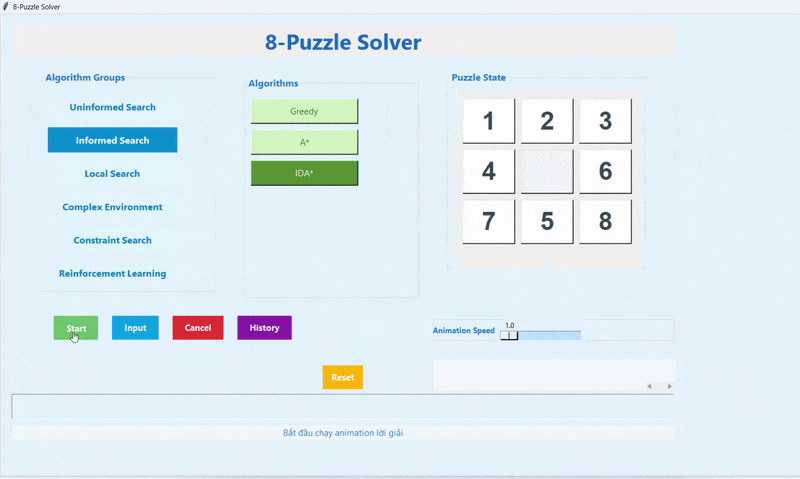 8-Puzzle Solver
8-Puzzle Solver
Algorithm Groups
Uninformed Search
Informed Search
Local Search
Complex Environment
Constraint Search
Reinforcement Learning
Algorithms
Greedy
A*
IDA*
Puzzle State
1 2 3
4 6
7 5 8
Start Input Cancel History
Animation Speed 1.0
Reset
Bắt đầu chạy animation lời giải